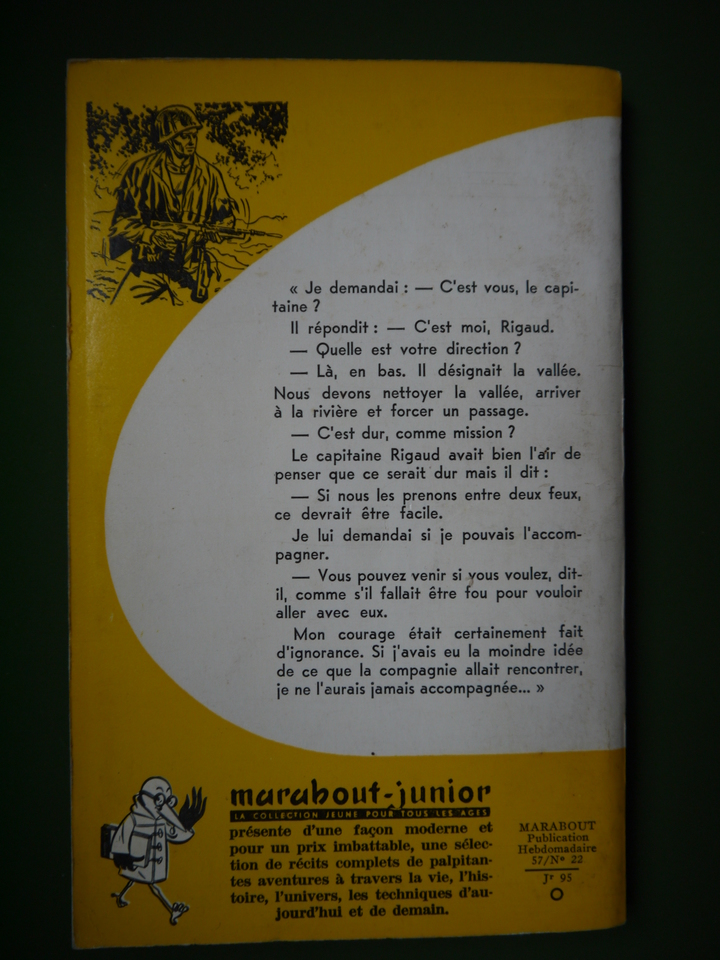 « Je demandai : — C'est vous, le capi-
taine ?
Il répondit : — C'est moi, Rigaud.
— Quelle est votre direction ?
— Là, en bas. Il désignait la vallée.
Nous devons nettoyer la vallée, arriver
à la rivière et forcer un passage.
— C'est dur, comme mission ?
Le capitaine Rigaud avait bien l'air de
penser que ce serait dur mais il dit :
— Si nous les prenons entre deux feux,
ce devrait être facile.
Je lui demandai si je pouvais l'accom-
pagner.
— Vous pouvez venir si vous voulez, dit-
il, comme s'il fallait être fou pour vouloir
aller avec eux.
Mon courage était certainement fait
d'ignorance. Si j'avais eu la moindre idée
de ce que la compagnie allait rencontrer,
je ne l'aurais jamais accompagnée... »
marabout-junior
LA COLLECTION JEUNE POUR TOUS LES AGES
présente d'une façon moderne et
pour un prix imbattable, une sélec-
tion de récits complets de palpitan-
tes aventures à travers la vie, l'his-
toire, l'univers, les techniques d'au-
jourd'hui et de demain.
MARABOUT
Publication
Hebdomadaire
57/N° 22
Jr 95